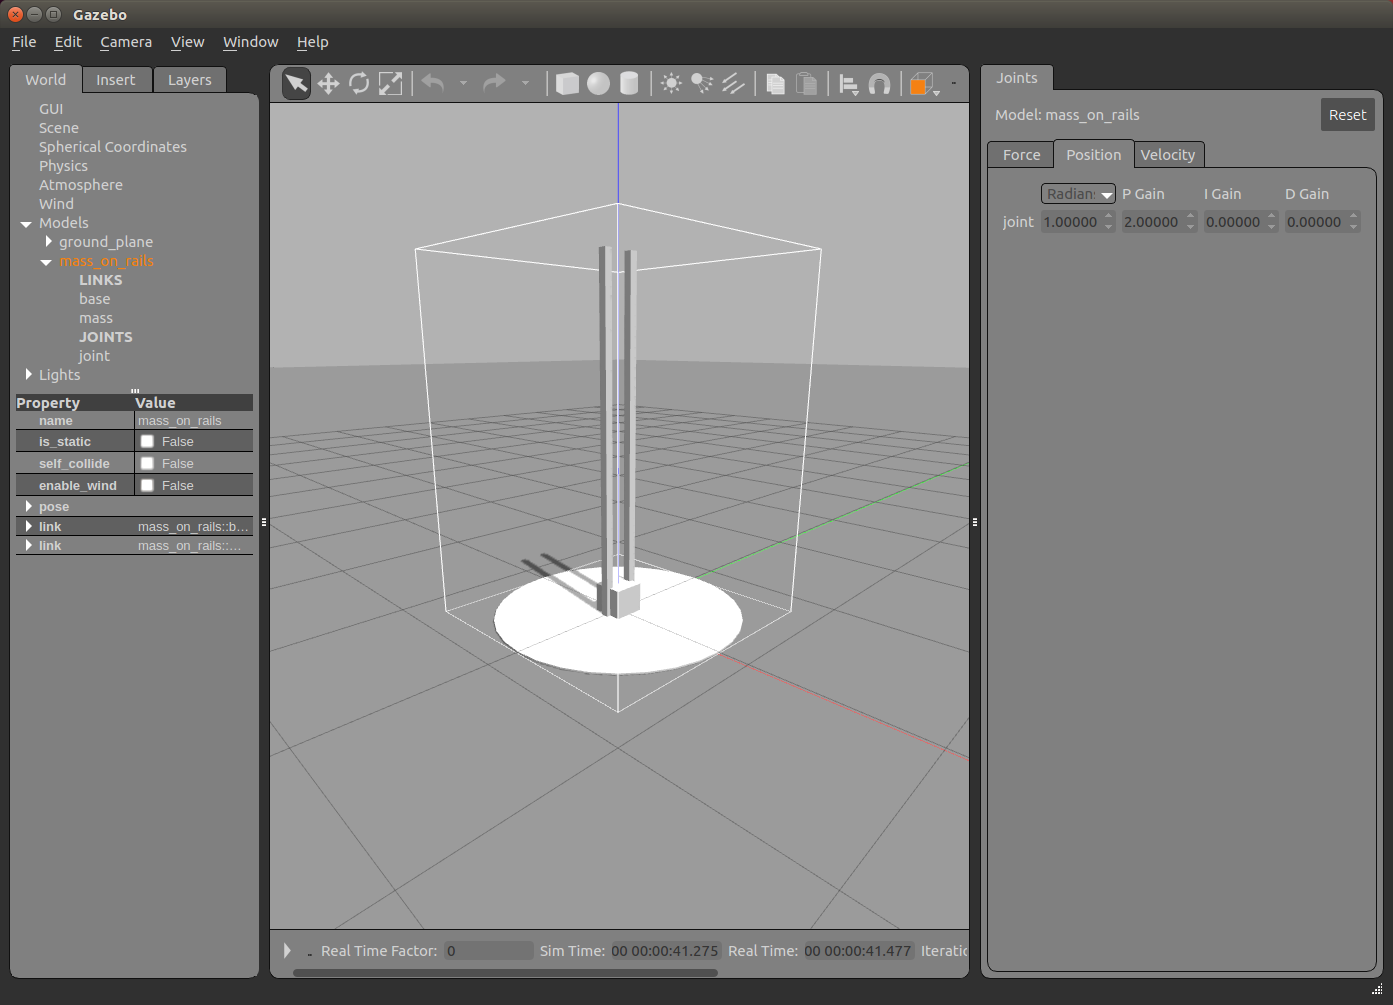 Gazebo
File Edit Camera View Window Help
World Insert Layers
GUI
Scene
Spherical Coordinates
Physics
Atmosphere
Wind
Models
ground_plane
mass_on_rails
LINKS
base
mass
JOINTS
joint
Lights
Property Value
name mass_on_rails
is_static False
self_collide False
enable_wind False
pose
link mass_on_rails::b...
link mass_on_rails::...
Real Time Factor: 0 Sim Time: 00 00:00:41.275 Real Time: 00 00:00:41.477 Iteratio
Joints
Model: mass_on_rails Reset
Force Position Velocity
Radians P Gain I Gain D Gain
joint 1.00000 2.00000 0.00000 0.00000